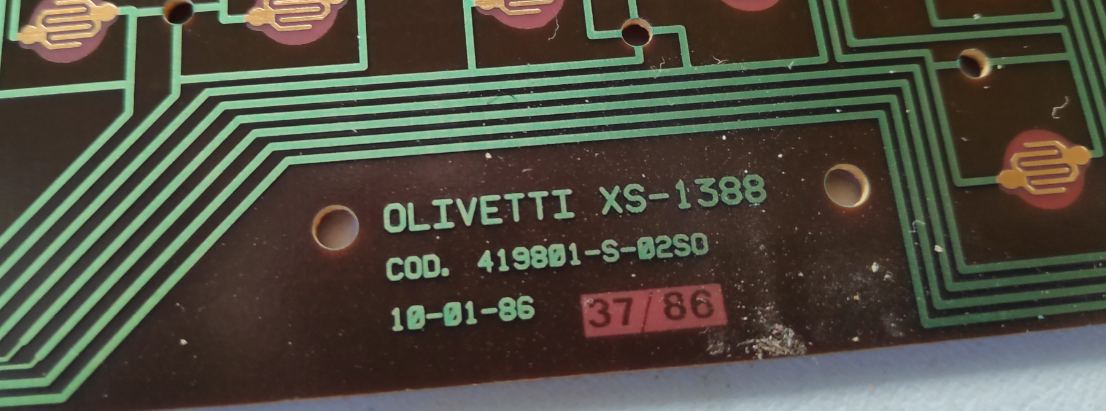 OLIVETTI XS-1388
COD. 419801-S-02SO
10-01-86 37/86